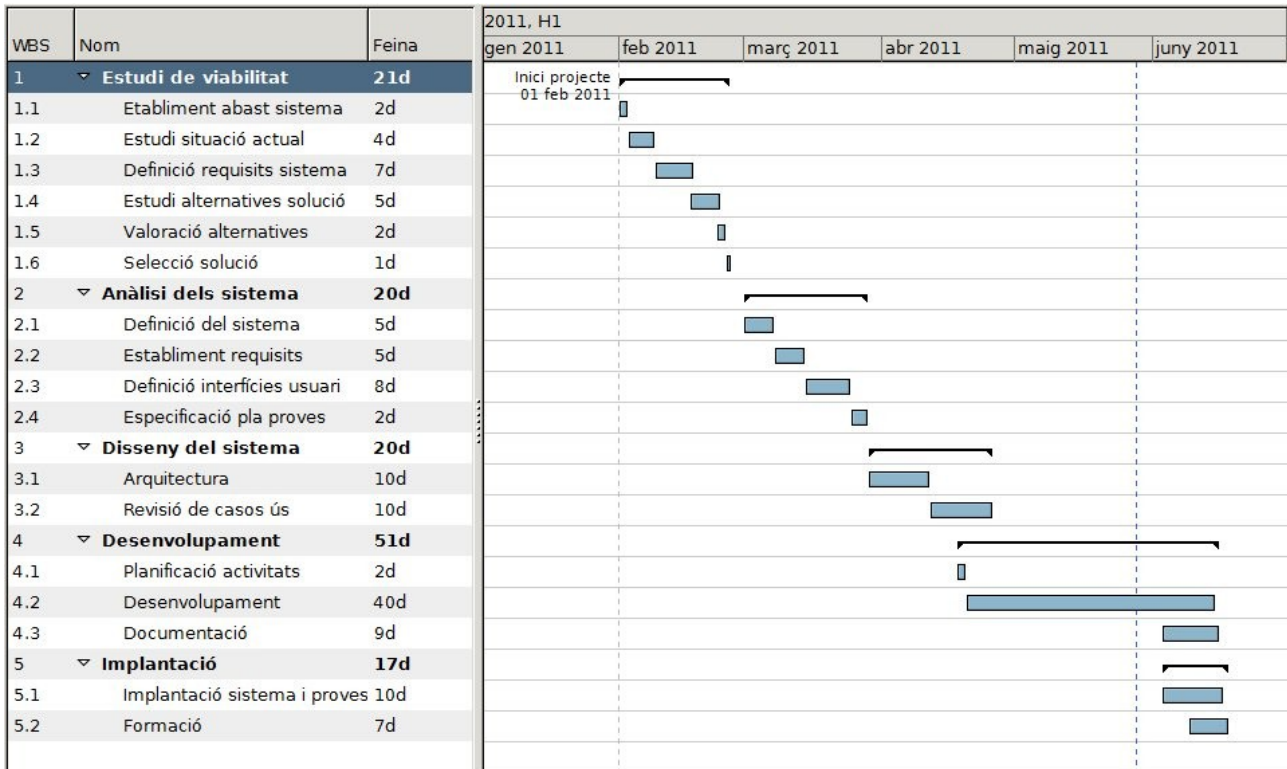 2011, H1
WBS Nom Feina gen 2011 feb 2011 març 2011 abr 2011 maig 2011 juny 2011
1 Estudi de viabilitat 21d Inici projecte
01 feb 2011
1.1 Etabliment abast sistema 2d
1.2 Estudi situació actual 4d
1.3 Definició requisits sistema 7d
1.4 Estudi alternatives solució 5d
1.5 Valoració alternatives 2d
1.6 Selecció solució 1d
2 Anàlisi dels sistema 20d
2.1 Definició del sistema 5d
2.2 Establiment requisits 5d
2.3 Definició interfícies usuari 8d
2.4 Especificació pla proves 2d
3 Disseny del sistema 20d
3.1 Arquitectura 10d
3.2 Revisió de casos ús 10d
4 Desenvolupament 51d
4.1 Planificació activitats 2d
4.2 Desenvolupament 40d
4.3 Documentació 9d
5 Implantació 17d
5.1 Implantació sistema i proves 10d
5.2 Formació 7d